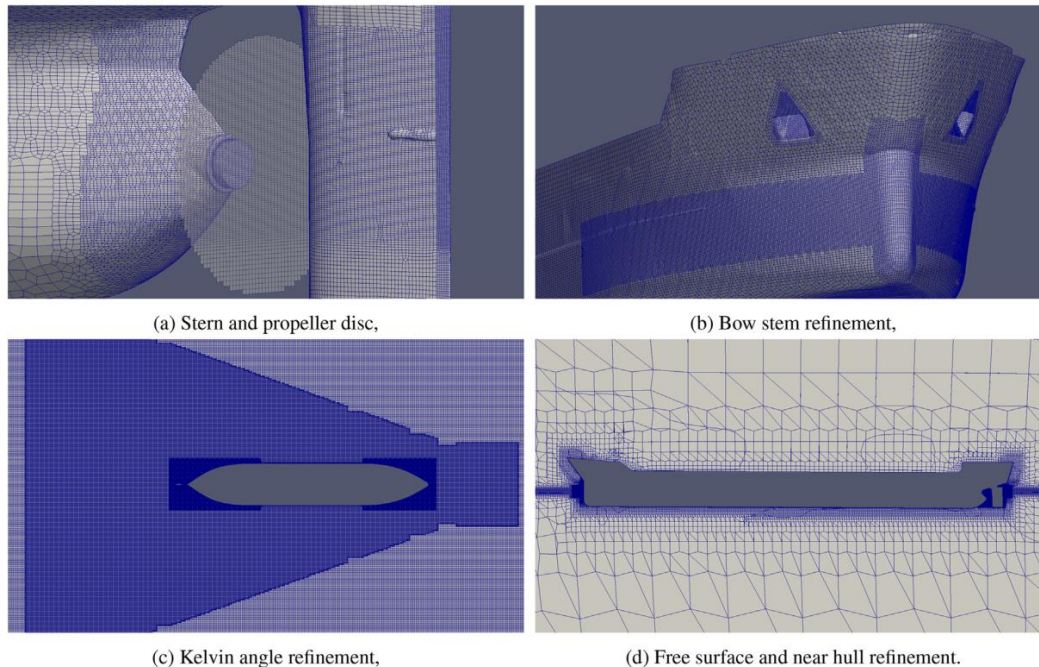 (a) Stern and propeller disc,
(b) Bow stem refinement,
(c) Kelvin angle refinement,
(d) Free surface and near hull refinement.